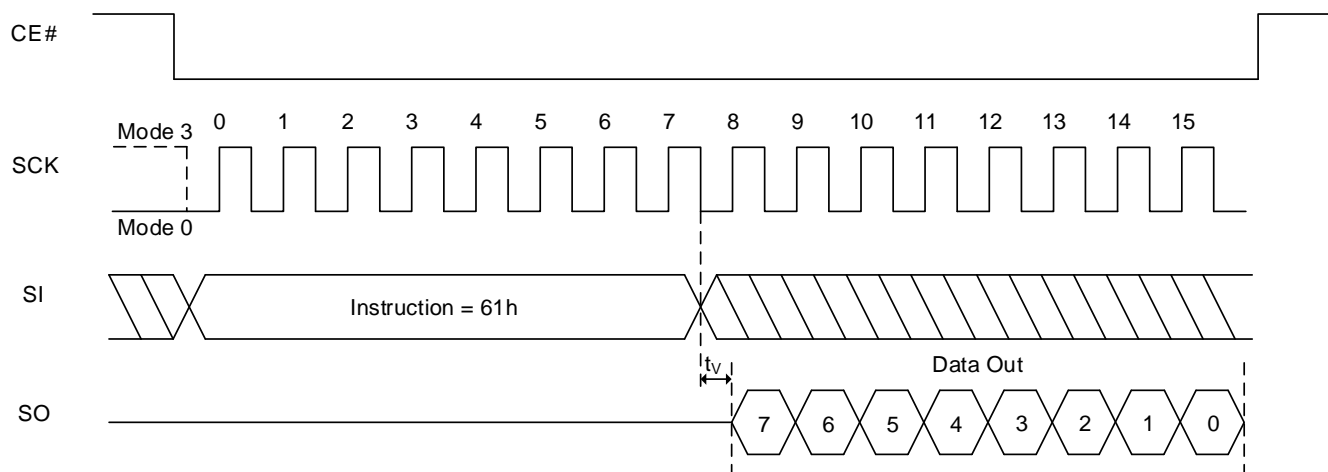 CE#
Mode 3
0 1 2 3 4 5 6 7 8 9 10 11 12 13 14 15
SCK
Mode 0
SI
Instruction = 61h
tV
Data Out
SO
7 6 5 4 3 2 1 0